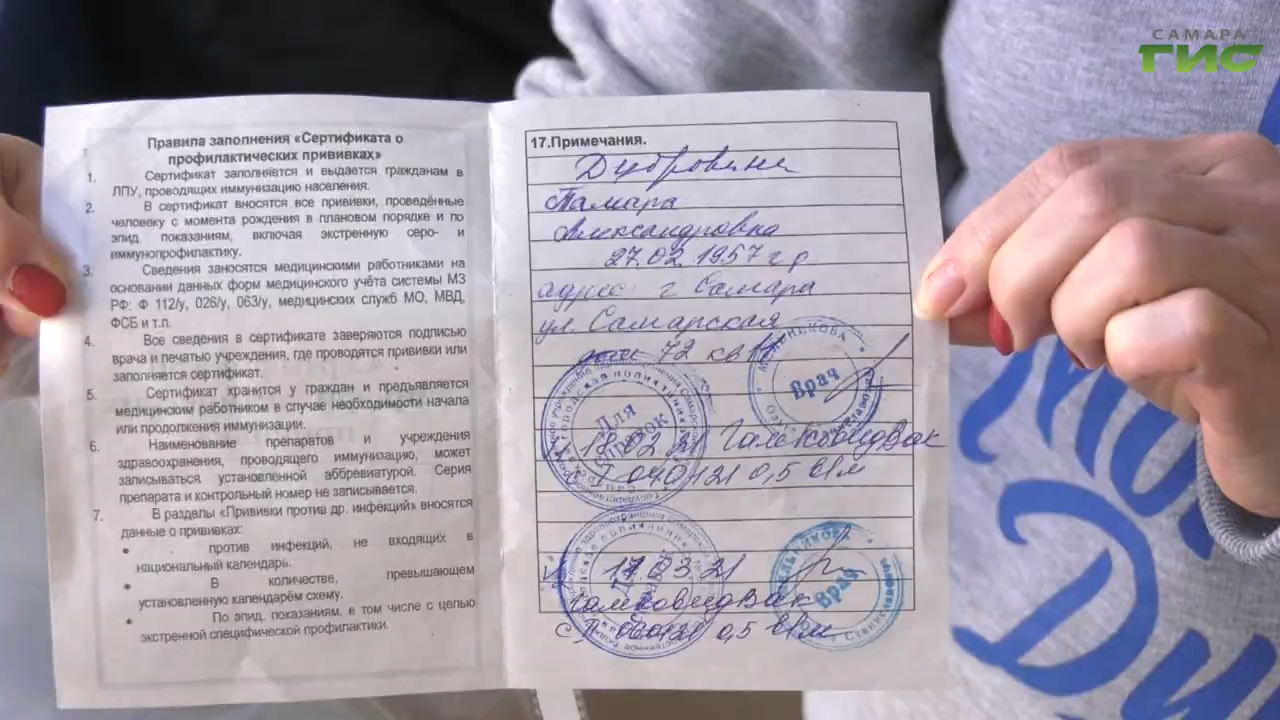 САМАРА
ГИС
Правила заполнения «Сертификата о
профилактических прививках»
1. Сертификат заполняется и выдается гражданам в
ЛПУ, проводящих иммунизацию населения.
2. В сертификат вносятся все прививки, проведённые
человеку с момента рождения в плановом порядке и по
эпид. показаниям, включая экстренную серо- и
иммунопрофилактику.
3. Сведения заносятся медицинскими работниками на
основании данных форм медицинского учёта системы МЗ
РФ: Ф 112/у, 026/у, 063/у, медицинских служб МО, МВД,
ФСБ и т.п.
4. Все сведения в сертификате заверяются подписью
врача и печатью учреждения, где проводятся прививки или
заполняется сертификат.
5. Сертификат хранится у граждан и предъявляется
медицинским работником в случае необходимости начала
или продолжения иммунизации.
6. Наименование препаратов и учреждения
здравоохранения, проводящего иммунизацию, может
записываться установленной аббревиатурой. Серия
препарата и контрольный номер не записывается.
7. В разделы «Прививки против др. инфекций» вносятся
данные о прививках:
• против инфекций, не входящих в
национальный календарь.
• В количестве, превышающем
установленную календарём схему.
• По эпид. показаниям, в том числе с целью
экстренной специфической профилактики.
17.Примечания.
Тамара
Александровна
27.02.1957 г р
адрес г Самара
ул. Самарская
72 кв
Врач
Для
18.02 21 Гамковидвак
0,5 в/м
17.03 21
Гамковидвак
0,5 в/м
Врач